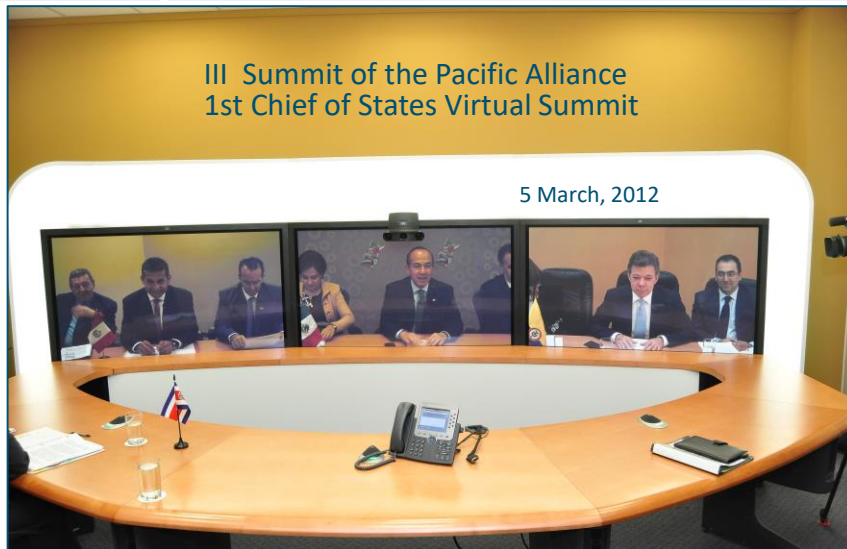 III Summit of the Pacific Alliance
1st Chief of States Virtual Summit
5 March, 2012